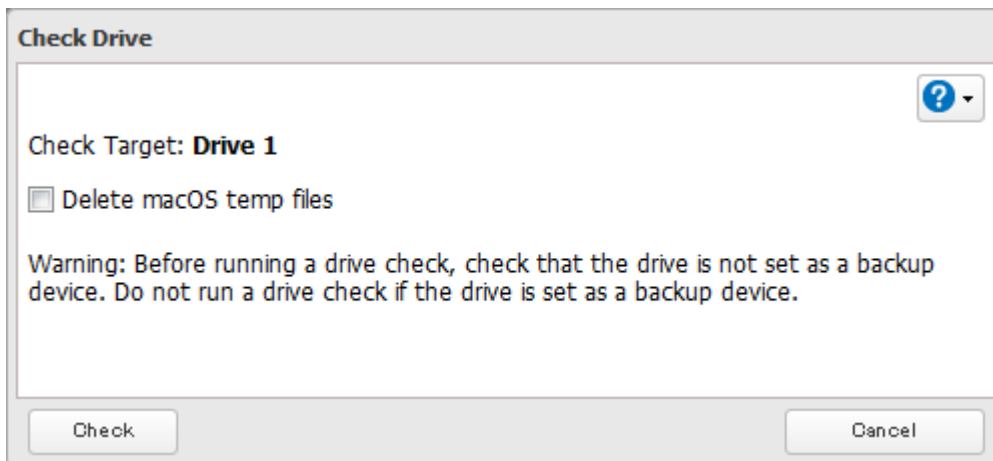 Check Drive
?
Check Target: Drive 1
Delete macOS temp files
Warning: Before running a drive check, check that the drive is not set as a backup
device. Do not run a drive check if the drive is set as a backup device.
Check
Cancel